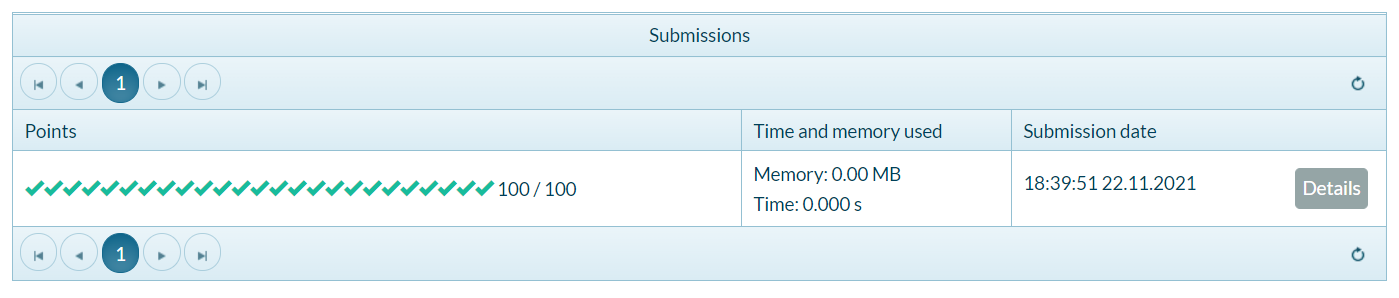 Submissions
1
Points Time and memory used Submission date
100 / 100 Memory: 0.00 MB 18:39:51 22.11.2021 Details
Time: 0.000 s
1